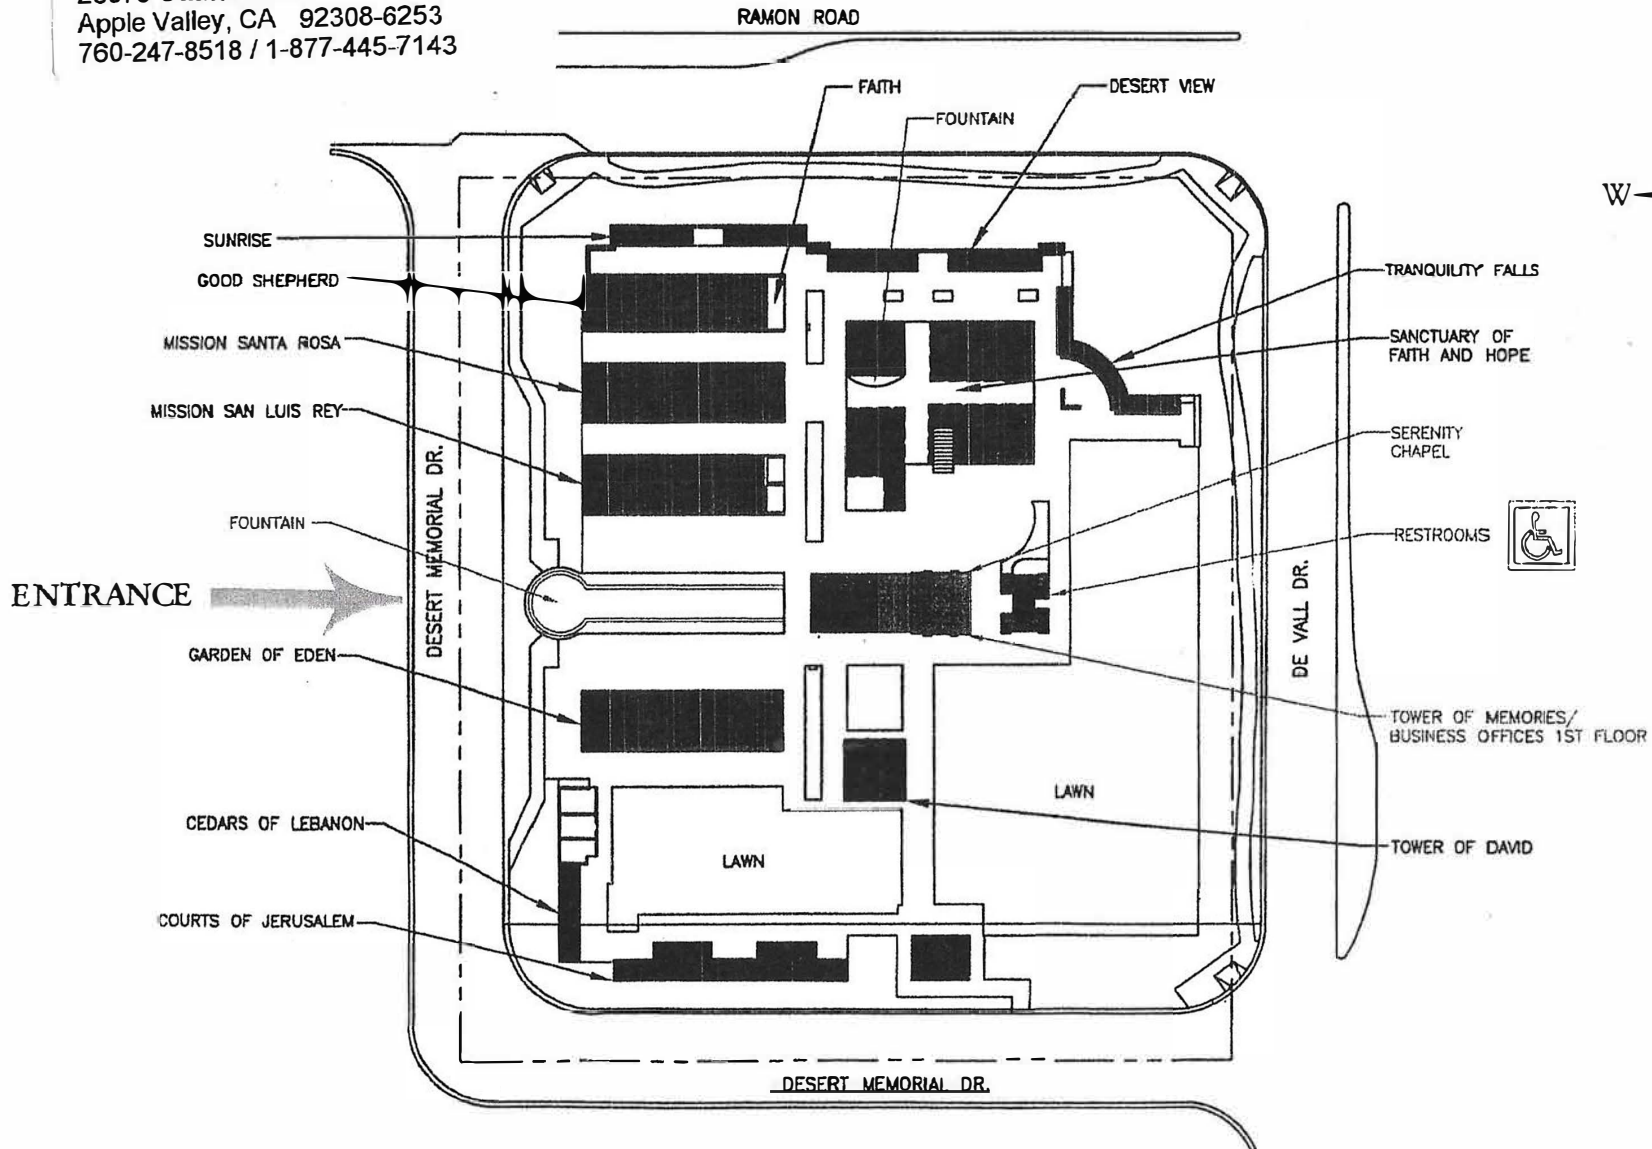 Apple Valley, CA 92308-6253
760-247-8518 / 1-877-445-7143
RAMON ROAD
FAITH
DESERT VIEW
FOUNTAIN
W
SUNRISE
GOOD SHEPHERD
TRANQUILITY FALLS
MISSION SANTA ROSA
SANCTUARY OF
FAITH AND HOPE
MISSION SAN LUIS REY
SERENITY
CHAPEL
DESERT MEMORIAL DR.
FOUNTAIN
RESTROOMS
ENTRANCE
DE VALL DR.
GARDEN OF EDEN
TOWER OF MEMORIES/
BUSINESS OFFICES 1ST FLOOR
LAWN
CEDARS OF LEBANON
TOWER OF DAVID
LAWN
COURTS OF JERUSALEM
DESERT MEMORIAL DR.